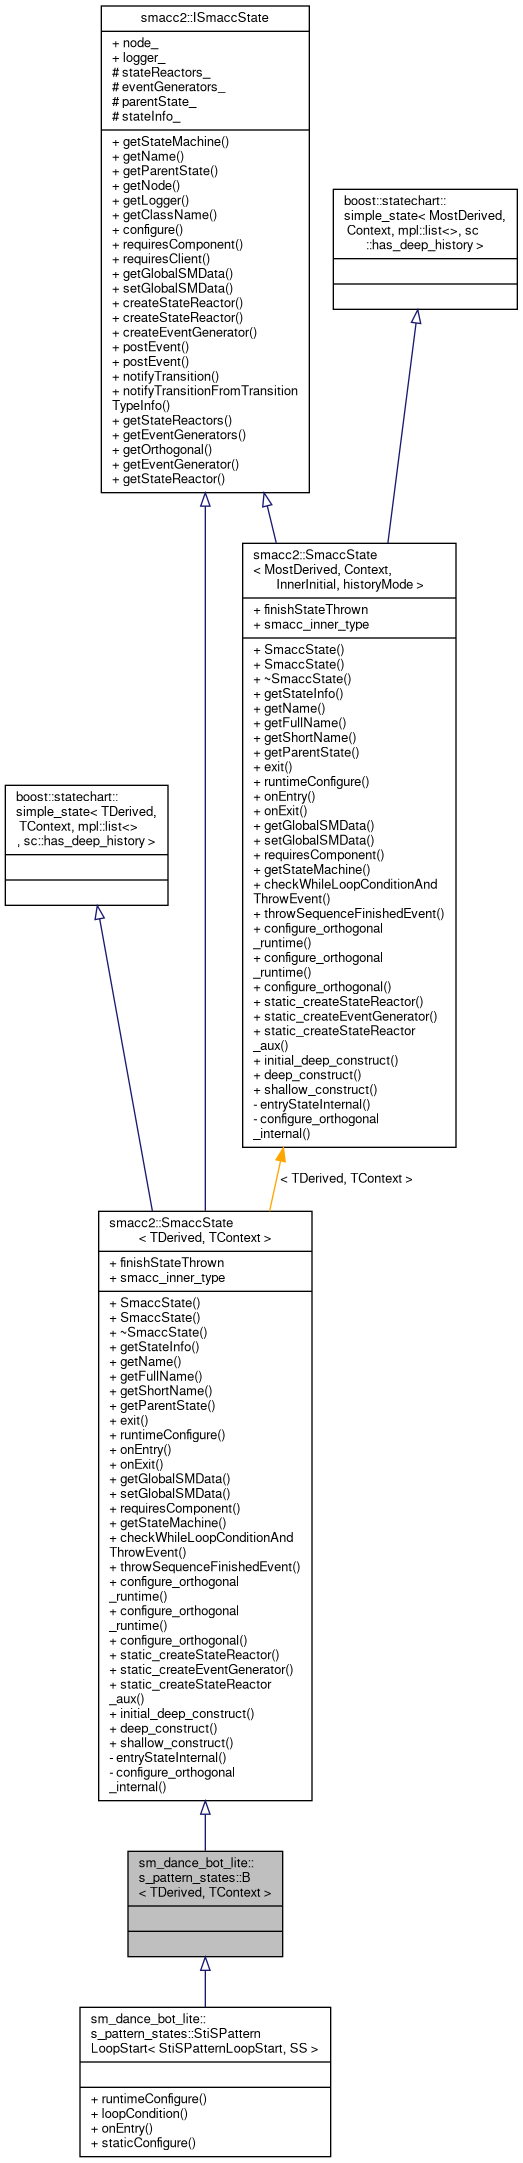 smacc2::ISmaccState
+ node_
+ logger_
# stateReactors_
# eventGenerators_
# parentState_
# stateInfo_
+ getStateMachine()
+ getName()
+ getParentState()
+ getNode()
+ getLogger()
+ getClassName()
+ configure()
+ requiresComponent()
+ requiresClient()
+ getGlobalSMData()
+ setGlobalSMData()
+ createStateReactor()
+ createStateReactor()
+ createEventGenerator()
+ postEvent()
+ postEvent()
+ notifyTransition()
+ notifyTransitionFromTransition
TypeInfo()
+ getStateReactors()
+ getEventGenerators()
+ getOrthogonal()
+ getEventGenerator()
+ getStateReactor()
boost::statechart::
simple_state< MostDerived,
Context, mpl::list<>, sc
::has_deep_history >
smacc2::SmaccState
< MostDerived, Context,
InnerInitial, historyMode >
+ finishStateThrown
+ smacc_inner_type
+ SmaccState()
+ SmaccState()
+ ~SmaccState()
+ getStateInfo()
+ getName()
+ getFullName()
+ getShortName()
+ getParentState()
+ exit()
+ runtimeConfigure()
+ onEntry()
+ onExit()
+ getGlobalSMData()
+ setGlobalSMData()
+ requiresComponent()
+ getStateMachine()
+ checkWhileLoopConditionAnd
ThrowEvent()
+ throwSequenceFinishedEvent()
+ configure_orthogonal
_runtime()
+ configure_orthogonal
_runtime()
+ configure_orthogonal()
+ static_createStateReactor()
+ static_createEventGenerator()
+ static_createStateReactor
_aux()
+ initial_deep_construct()
+ deep_construct()
+ shallow_construct()
- entryStateInternal()
- configure_orthogonal
_internal()
boost::statechart::
simple_state< TDerived,
TContext, mpl::list<>
, sc::has_deep_history >
< TDerived, TContext >
smacc2::SmaccState
< TDerived, TContext >
+ finishStateThrown
+ smacc_inner_type
+ SmaccState()
+ SmaccState()
+ ~SmaccState()
+ getStateInfo()
+ getName()
+ getFullName()
+ getShortName()
+ getParentState()
+ exit()
+ runtimeConfigure()
+ onEntry()
+ onExit()
+ getGlobalSMData()
+ setGlobalSMData()
+ requiresComponent()
+ getStateMachine()
+ checkWhileLoopConditionAnd
ThrowEvent()
+ throwSequenceFinishedEvent()
+ configure_orthogonal
_runtime()
+ configure_orthogonal
_runtime()
+ configure_orthogonal()
+ static_createStateReactor()
+ static_createEventGenerator()
+ static_createStateReactor
_aux()
+ initial_deep_construct()
+ deep_construct()
+ shallow_construct()
- entryStateInternal()
- configure_orthogonal
_internal()
sm_dance_bot_lite::
s_pattern_states::B
< TDerived, TContext >
sm_dance_bot_lite::
s_pattern_states::StiSPattern
LoopStart< StiSPatternLoopStart, SS >
+ runtimeConfigure()
+ loopCondition()
+ onEntry()
+ staticConfigure()